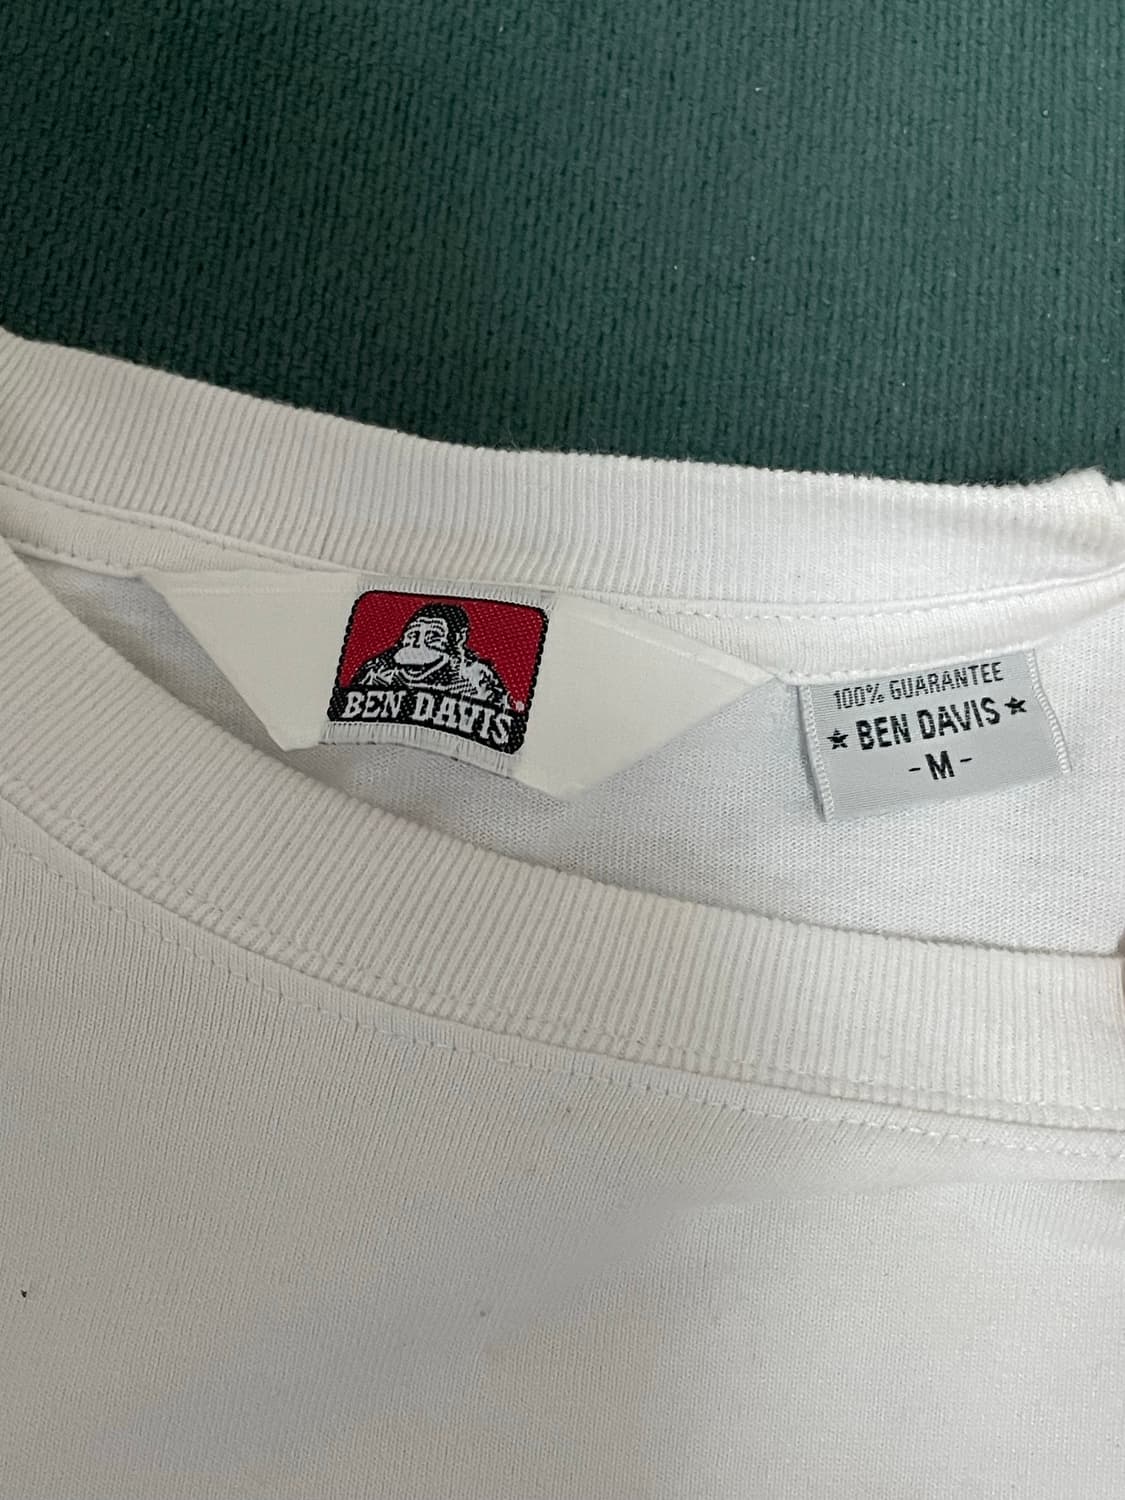 BEN DAVIS
100% GUARANTEE
★ BEN DAVIS ★
- M -